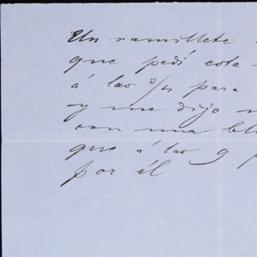 Un ramillete
que pedí esta
á las 3/4 para
y me dijo
con una
que á las 9
por él